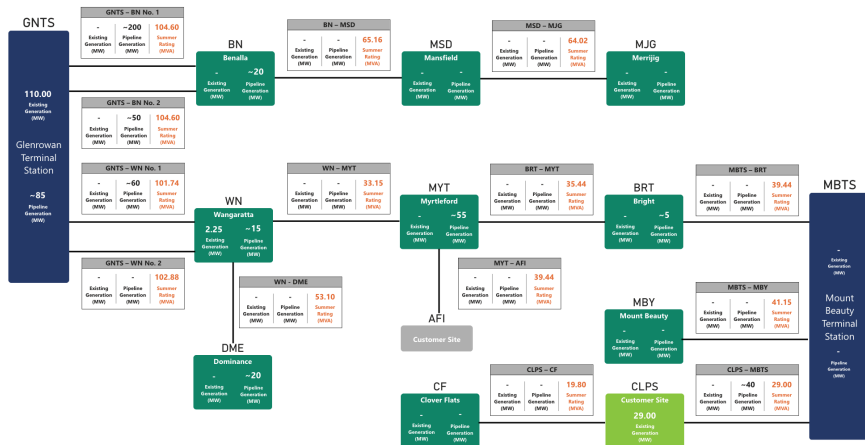 GNTS
110.00
Existing
Generation
(MW)
Glenrowan
Terminal
Station
~85
Pipeline
Generation
(MW)
GNTS – BN No. 1
- ~200 104.60
Existing Pipeline Summer
Generation Generation Rating
(MW) (MW) (MVA)
GNTS – BN No. 2
- ~50 104.60
Existing Pipeline Summer
Generation Generation Rating
(MW) (MW) (MVA)
BN
Benalla
- ~20
Existing Pipeline
Generation Generation
(MW) (MW)
BN – MSD
- - 65.16
Existing Pipeline Summer
Generation Generation Rating
(MW) (MW) (MVA)
MSD
Mansfield
- -
Existing Pipeline
Generation Generation
(MW) (MW)
MSD – MJG
- - 64.02
Existing Pipeline Summer
Generation Generation Rating
(MW) (MW) (MVA)
MJG
Merrijig
- -
Existing Pipeline
Generation Generation
(MW) (MW)
GNTS – WN No. 1
- ~60 101.74
Existing Pipeline Summer
Generation Generation Rating
(MW) (MW) (MVA)
GNTS – WN No. 2
- - 102.88
Existing Pipeline Summer
Generation Generation Rating
(MW) (MW) (MVA)
WN
Wangaratta
2.25 ~15
Existing Pipeline
Generation Generation
(MW) (MW)
WN – MYT
- - 33.15
Existing Pipeline Summer
Generation Generation Rating
(MW) (MW) (MVA)
MYT
Myrtleford
- ~55
Existing Pipeline
Generation Generation
(MW) (MW)
BRT – MYT
- - 35.44
Existing Pipeline Summer
Generation Generation Rating
(MW) (MW) (MVA)
BRT
Bright
- ~5
Existing Pipeline
Generation Generation
(MW) (MW)
MBTS – BRT
- - 39.44
Existing Pipeline Summer
Generation Generation Rating
(MW) (MW) (MVA)
MBTS
-
Existing
Generation
(MW)
Mount
Beauty
Terminal
Station
-
Pipeline
Generation
(MW)
WN - DME
- - 53.10
Existing Pipeline Summer
Generation Generation Rating
(MW) (MW) (MVA)
DME
Dominance
- ~20
Existing Pipeline
Generation Generation
(MW) (MW)
MYT – AFI
- - 39.44
Existing Pipeline Summer
Generation Generation Rating
(MW) (MW) (MVA)
AFI
Customer Site
MBY
Mount Beauty
- -
Existing Pipeline
Generation Generation
(MW) (MW)
MBTS – MBY
- - 41.15
Existing Pipeline Summer
Generation Generation Rating
(MW) (MW) (MVA)
CF
Clover Flats
- -
Existing Pipeline
Generation Generation
(MW) (MW)
CLPS – CF
- - 19.80
Existing Pipeline Summer
Generation Generation Rating
(MW) (MW) (MVA)
CLPS
Customer Site
29.00
Existing
Generation
(MW)
CLPS – MBTS
- ~40 29.00
Existing Pipeline Summer
Generation Generation Rating
(MW) (MW) (MVA)